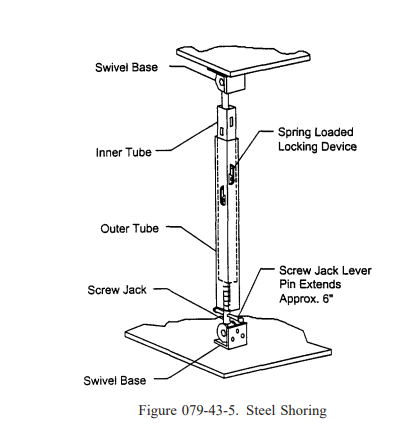 Swivel Base
Spring Loaded
Locking Device
Inner Tube
Outer Tube
Screw Jack Lever
Pin Extends
Approx. 6"
Screw Jack
Swivel Base
Figure 079-43-5. Steel Shoring